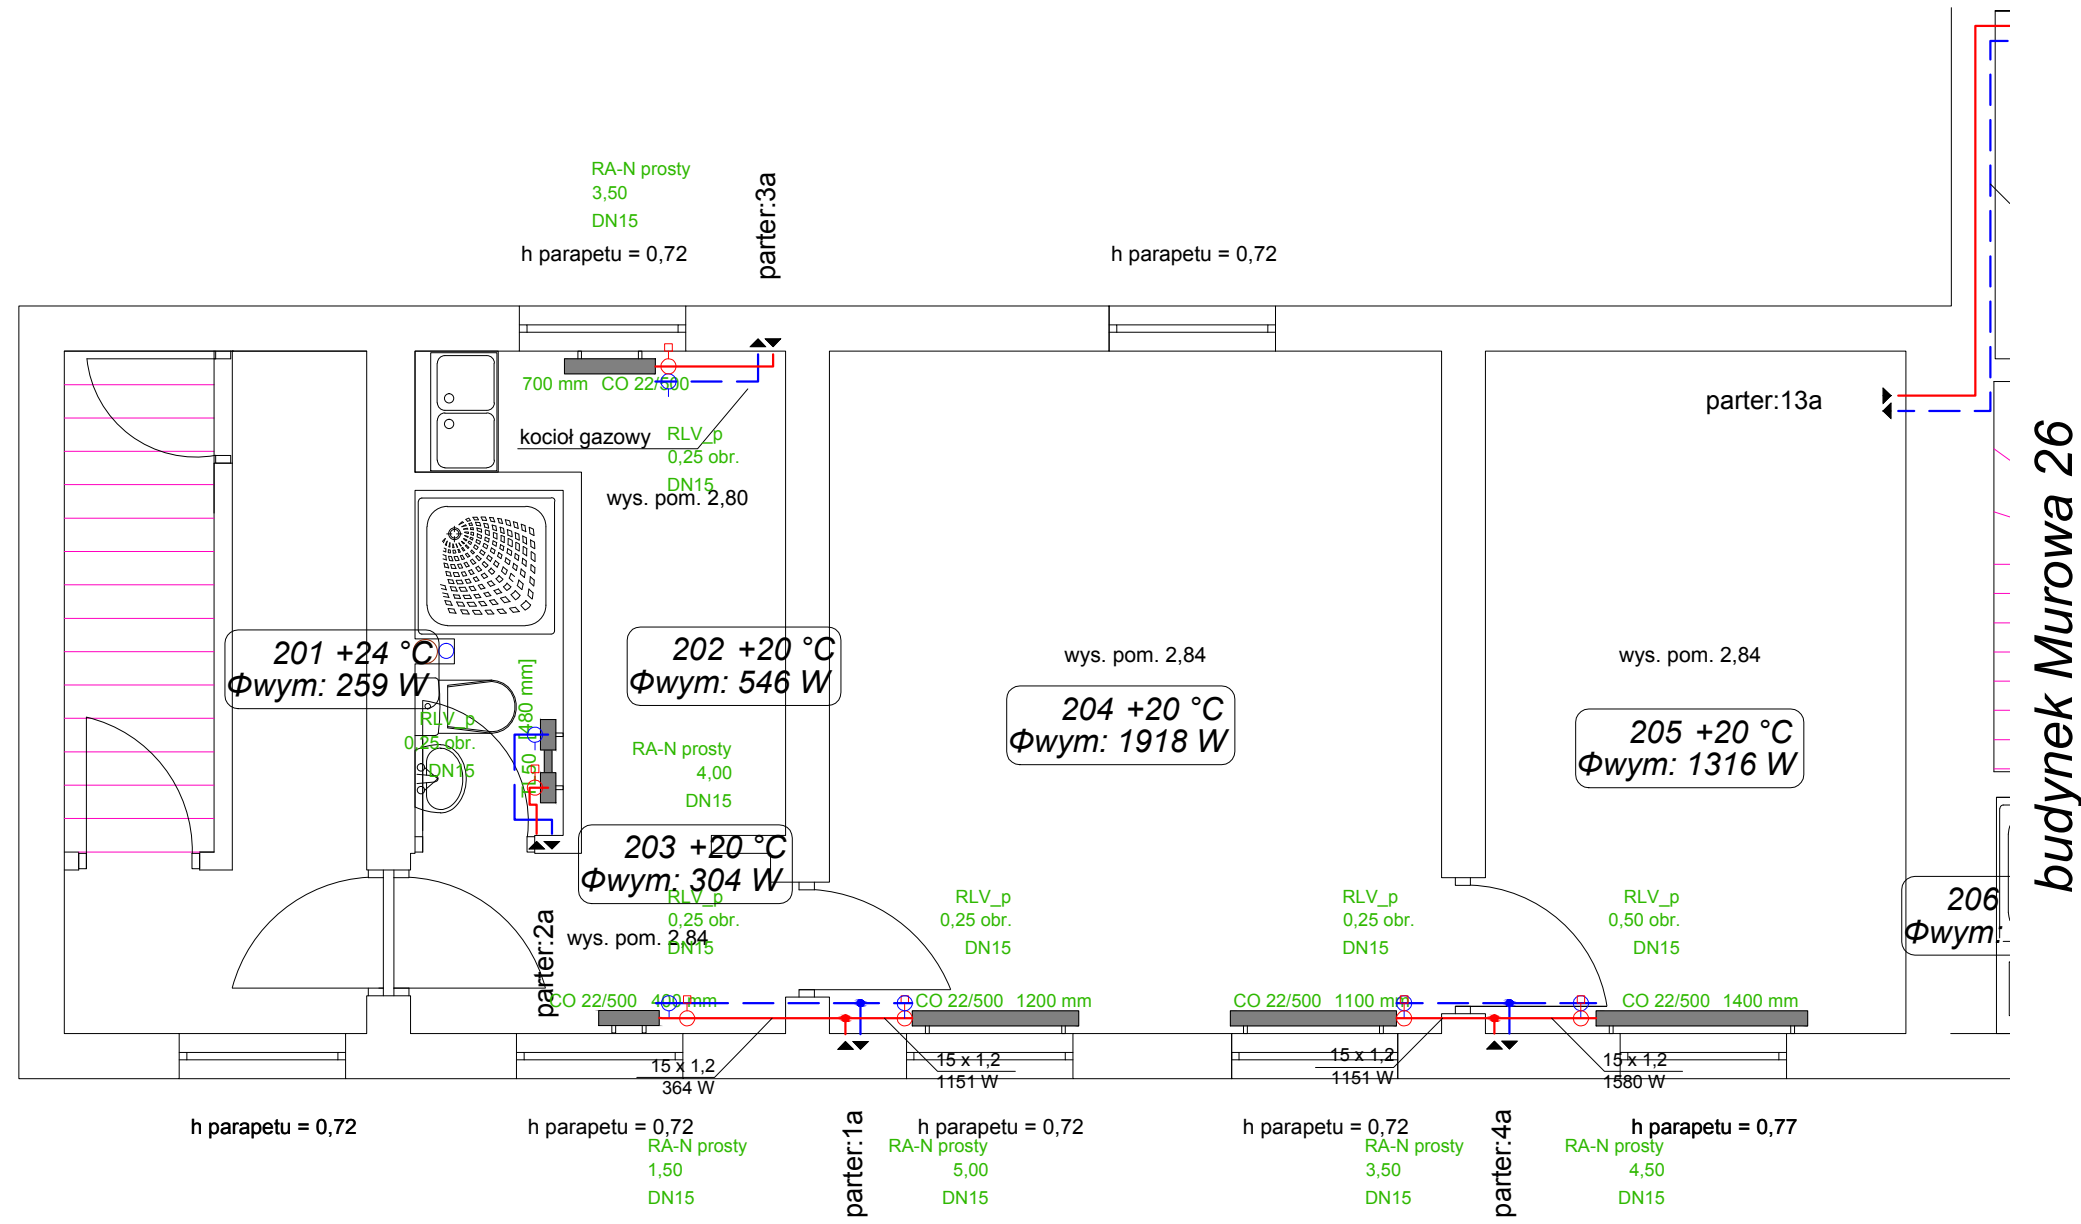 RA-N prosty
3,50
DN15
parter:3a
h parapetu = 0,72
h parapetu = 0,72
700 mm CO 22/500
parter:13a
kocioł gazowy
RLV_p
0,25 obr.
DN15
wys. pom. 2,80
budynek Murowa 26
201 +24 °C
Φwym: 259 W
202 +20 °C
Φwym: 546 W
wys. pom. 2,84
wys. pom. 2,84
204 +20 °C
Φwym: 1918 W
205 +20 °C
Φwym: 1316 W
RLV_p
0,25 obr.
DN15
50 [480 mm]
RA-N prosty
4,00
DN15
203 +20 °C
Φwym: 304 W
206
Φwym:
RLV_p
0,25 obr.
DN15
RLV_p
0,25 obr.
DN15
RLV_p
0,25 obr.
DN15
RLV_p
0,50 obr.
DN15
parter:2a
wys. pom. 2,84
CO 22/500 400 mm
CO 22/500 1200 mm
CO 22/500 1100 mm
CO 22/500 1400 mm
15 x 1,2
364 W
15 x 1,2
1151 W
15 x 1,2
1151 W
15 x 1,2
1580 W
h parapetu = 0,72
h parapetu = 0,72
h parapetu = 0,72
h parapetu = 0,72
h parapetu = 0,77
parter:1a
parter:4a
RA-N prosty
1,50
DN15
RA-N prosty
5,00
DN15
RA-N prosty
3,50
DN15
RA-N prosty
4,50
DN15